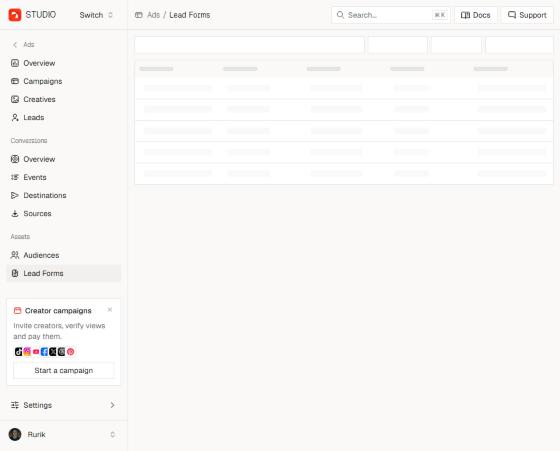 STUDIO
Switch
Ads / Lead Forms
Search...
⌘ K
Docs
Support
Ads
Overview
Campaigns
Creatives
Leads
Conversions
Overview
Events
Destinations
Sources
Assets
Audiences
Lead Forms
Creator campaigns
Invite creators, verify views
and pay them.
Start a campaign
Settings
Rurik